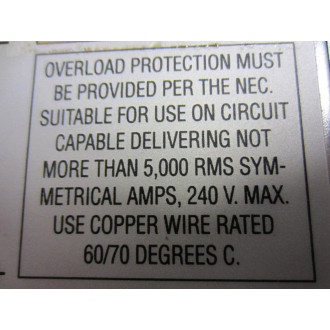 OVERLOAD PROTECTION MUST
BE PROVIDED PER THE NEC.
SUITABLE FOR USE ON CIRCUIT
CAPABLE DELIVERING NOT
MORE THAN 5,000 RMS SYM-
METRICAL AMPS, 240 V. MAX.
USE COPPER WIRE RATED
60/70 DEGREES C.